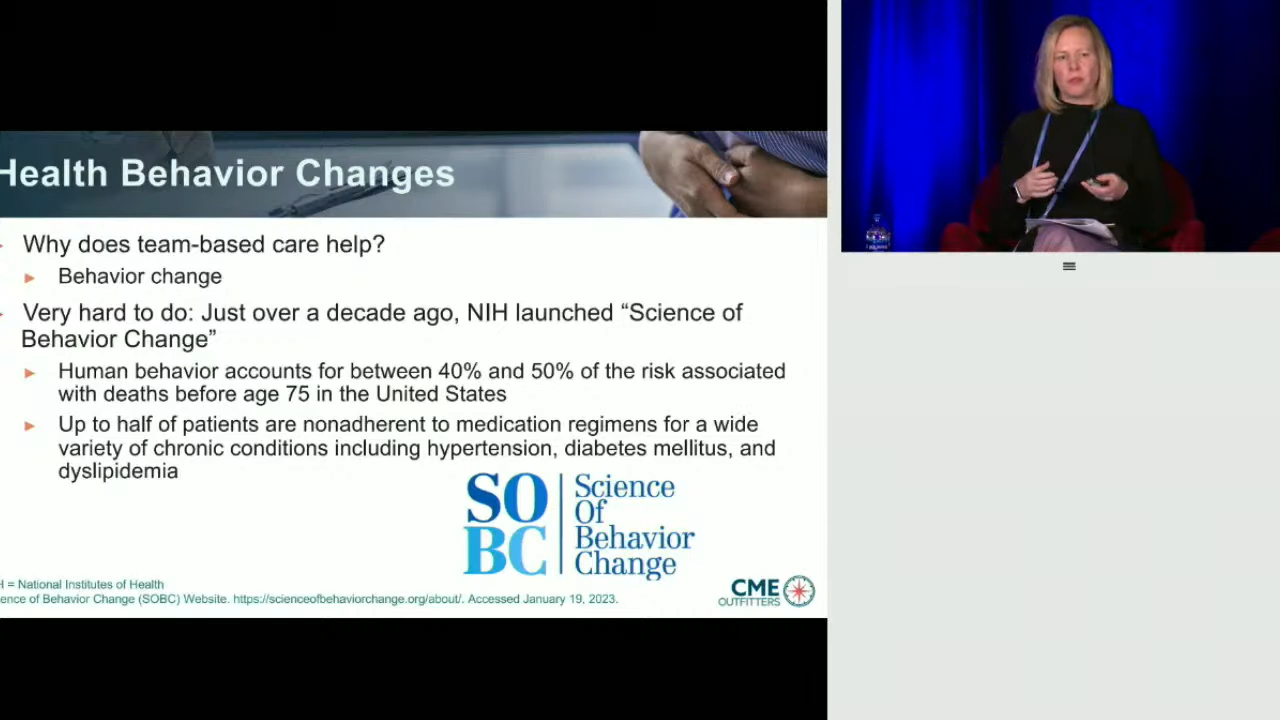 Health Behavior Changes
Why does team-based care help?
Behavior change
Very hard to do: Just over a decade ago, NIH launched “Science of
Behavior Change”
Human behavior accounts for between 40% and 50% of the risk associated
with deaths before age 75 in the United States
Up to half of patients are nonadherent to medication regimens for a wide
variety of chronic conditions including hypertension, diabetes mellitus, and
dyslipidemia
SO
BC
Science
Of
Behavior
Change
H = National Institutes of Health
ence of Behavior Change (SOBC) Website. https://scienceofbehaviorchange.org/about/. Accessed January 19, 2023.
CME
OUTFITTERS